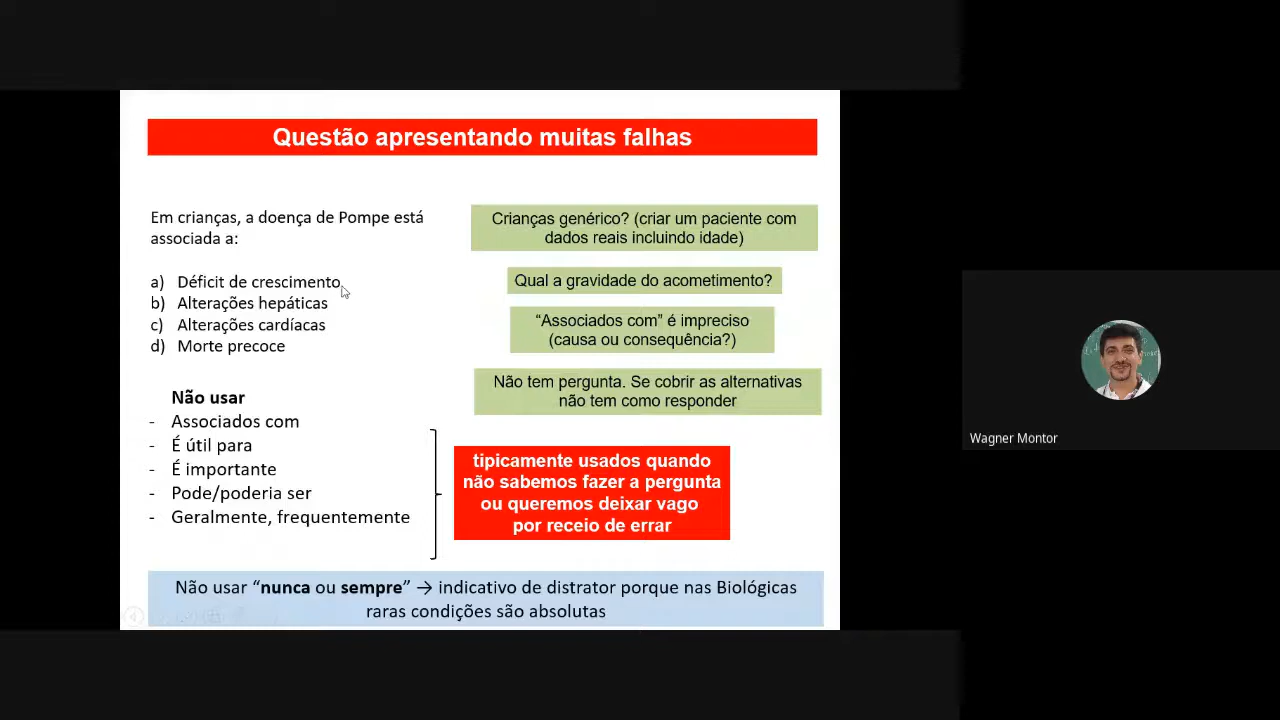 Questão apresentando muitas falhas
Em crianças, a doença de Pompe está
associada a:
a) Déficit de crescimento
b) Alterações hepáticas
c) Alterações cardíacas
d) Morte precoce
Crianças genérico? (criar um paciente com
dados reais incluindo idade)
Qual a gravidade do acometimento?
“Associados com” é impreciso
(causa ou consequência?)
Não tem pergunta. Se cobrir as alternativas
não tem como responder
Não usar
- Associados com
- É útil para
- É importante
- Pode/poderia ser
- Geralmente, frequentemente
tipicamente usados quando
não sabemos fazer a pergunta
ou queremos deixar vago
por receio de errar
Não usar “nunca ou sempre” → indicativo de distrator porque nas Biológicas
raras condições são absolutas
Wagner Montor